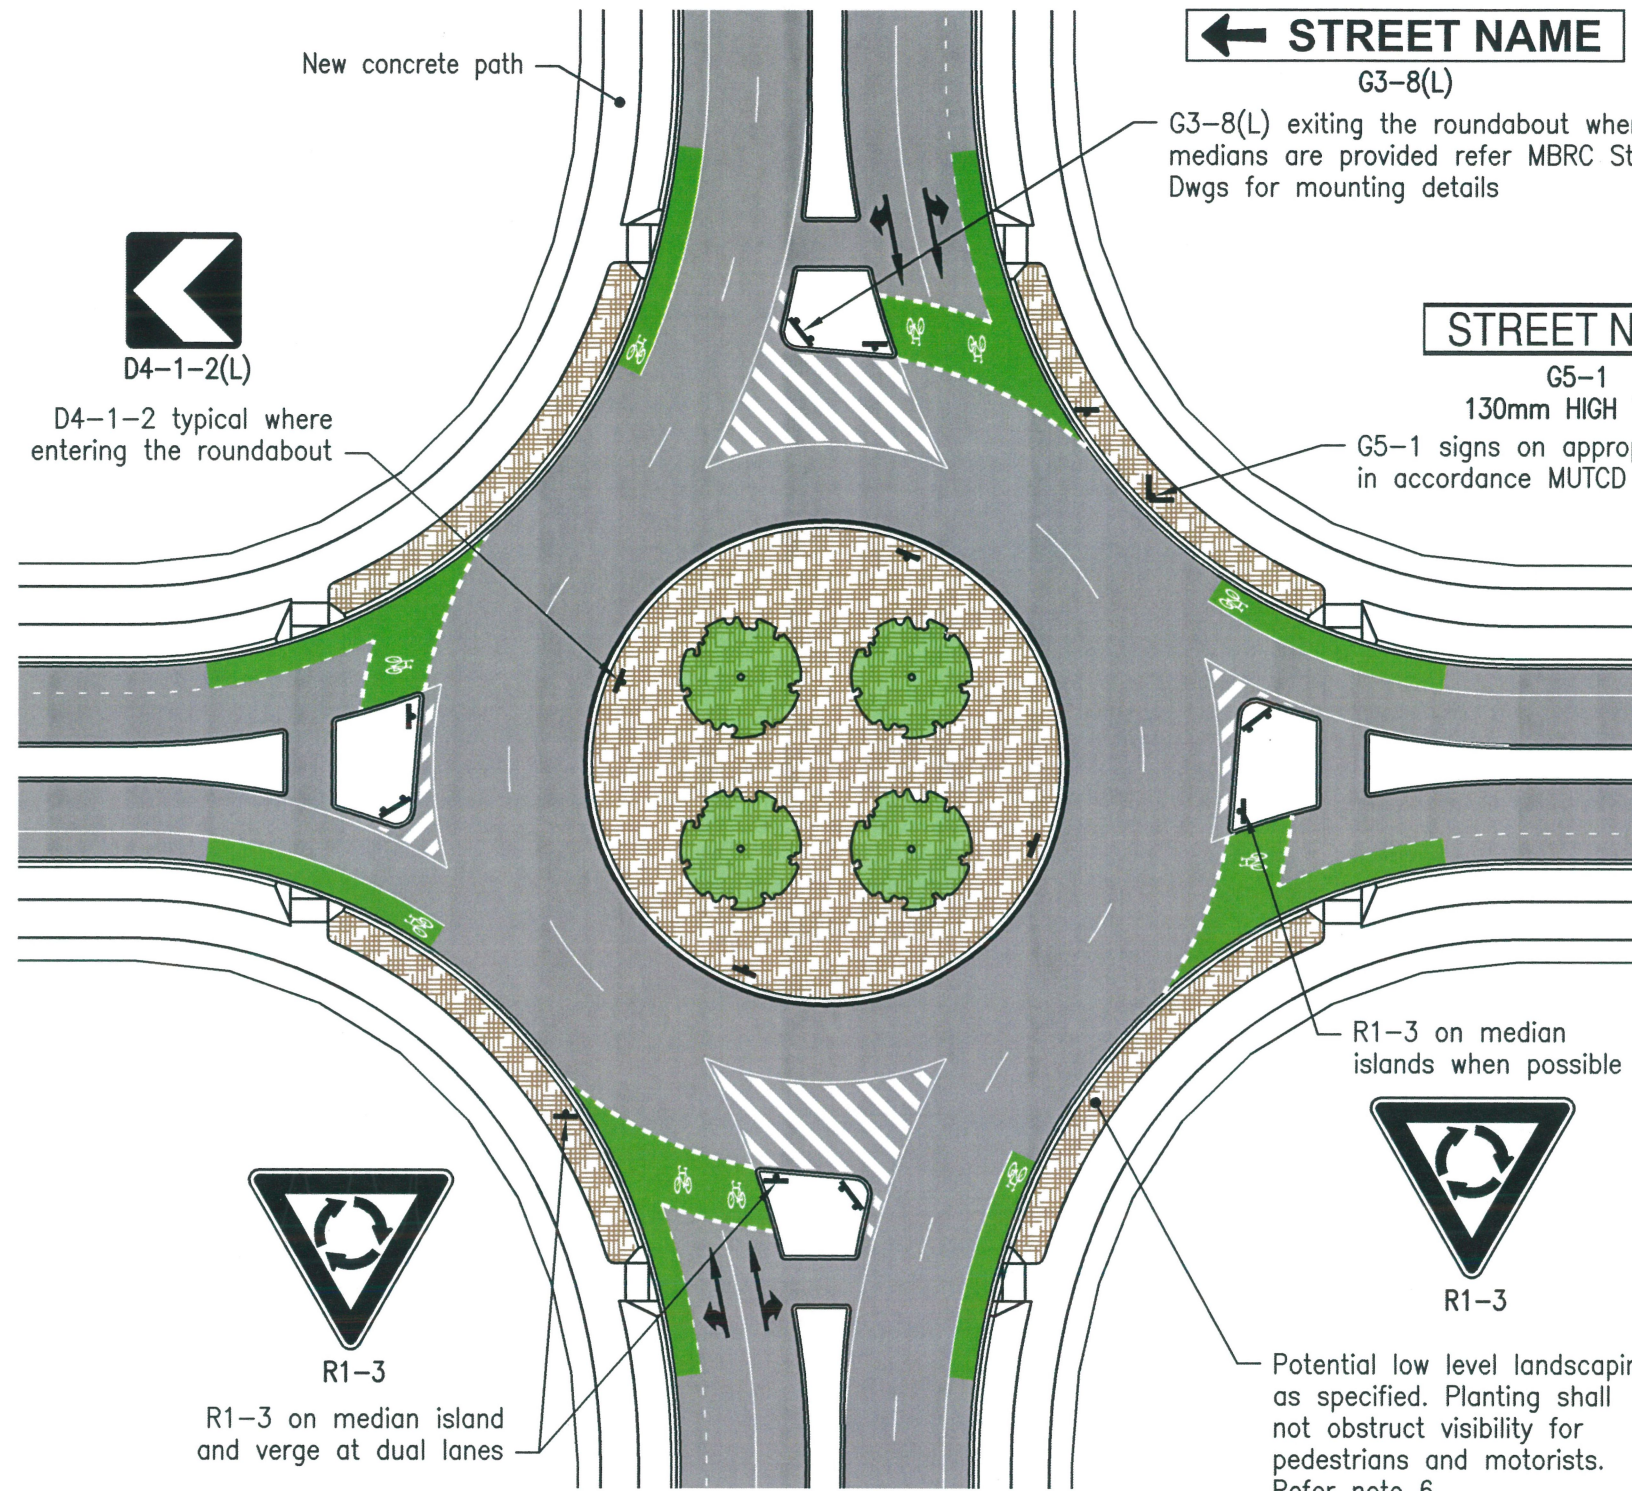 New concrete path
STREET NAME
G3-8(L)
G3-8(L) exiting the roundabout
medians are provided refer MBRC
Dwgs for mounting details
D4-1-2(L)
D4-1-2 typical where
entering the roundabout
STREET
G5-1
130mm HIGH
G5-1 signs on
in accordance MUTCD
R1-3 on median
islands when possible
R1-3
R1-3
R1-3 on median island
and verge at dual lanes
Potential low level
as specified. Planting shall
not obstruct visibility for
pedestrians and motorists.
Refer note 6